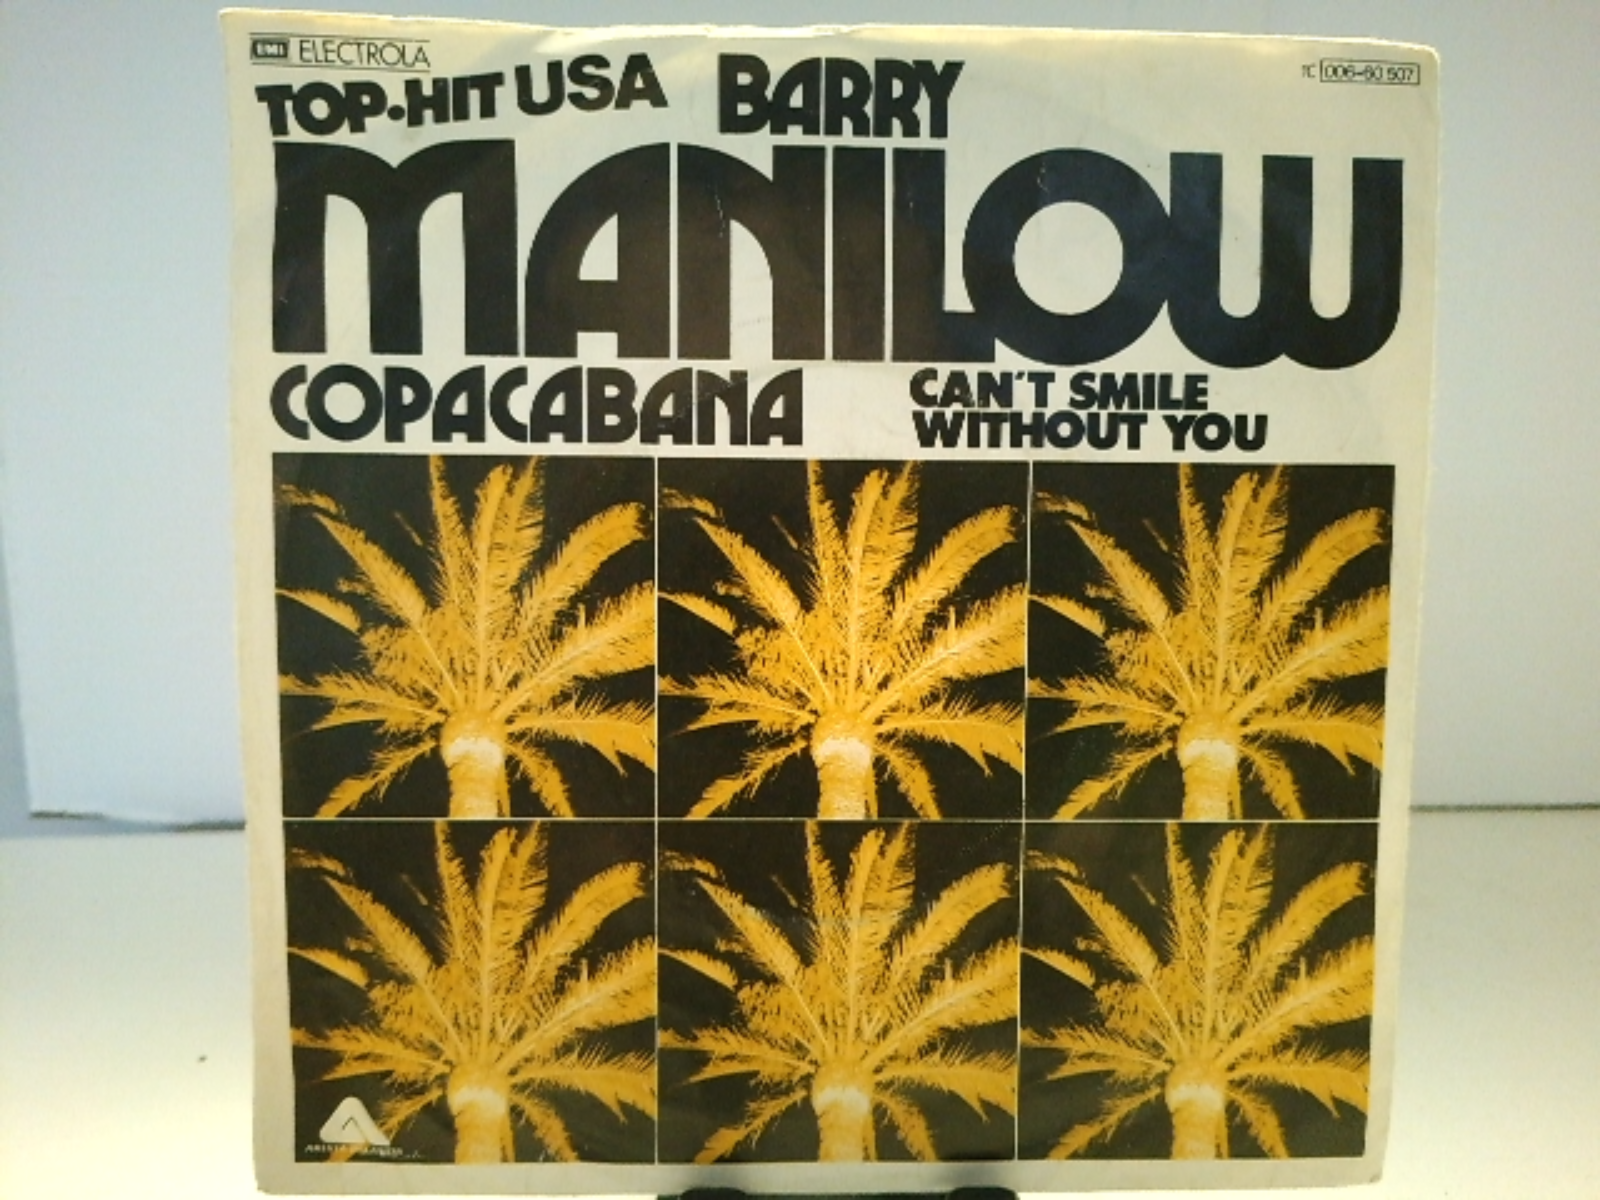 EMI ELECTROLA
1C 006-60 507
TOP·HIT USA BARRY
MANILOW
COPACABANA
CAN'T SMILE
WITHOUT YOU